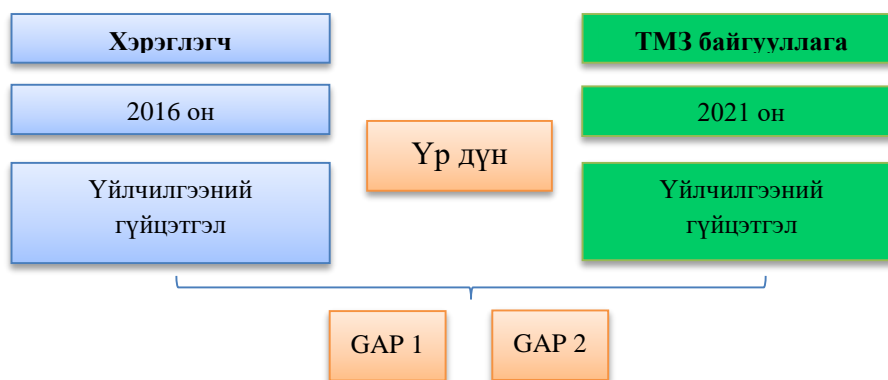 Хэрэглэгч
ТМЗ байгууллага
2016 он
2021 он
Үр дүн
Үйлчилгээний
гүйцэтгэл
Үйлчилгээний
гүйцэтгэл
GAP 1
GAP 2